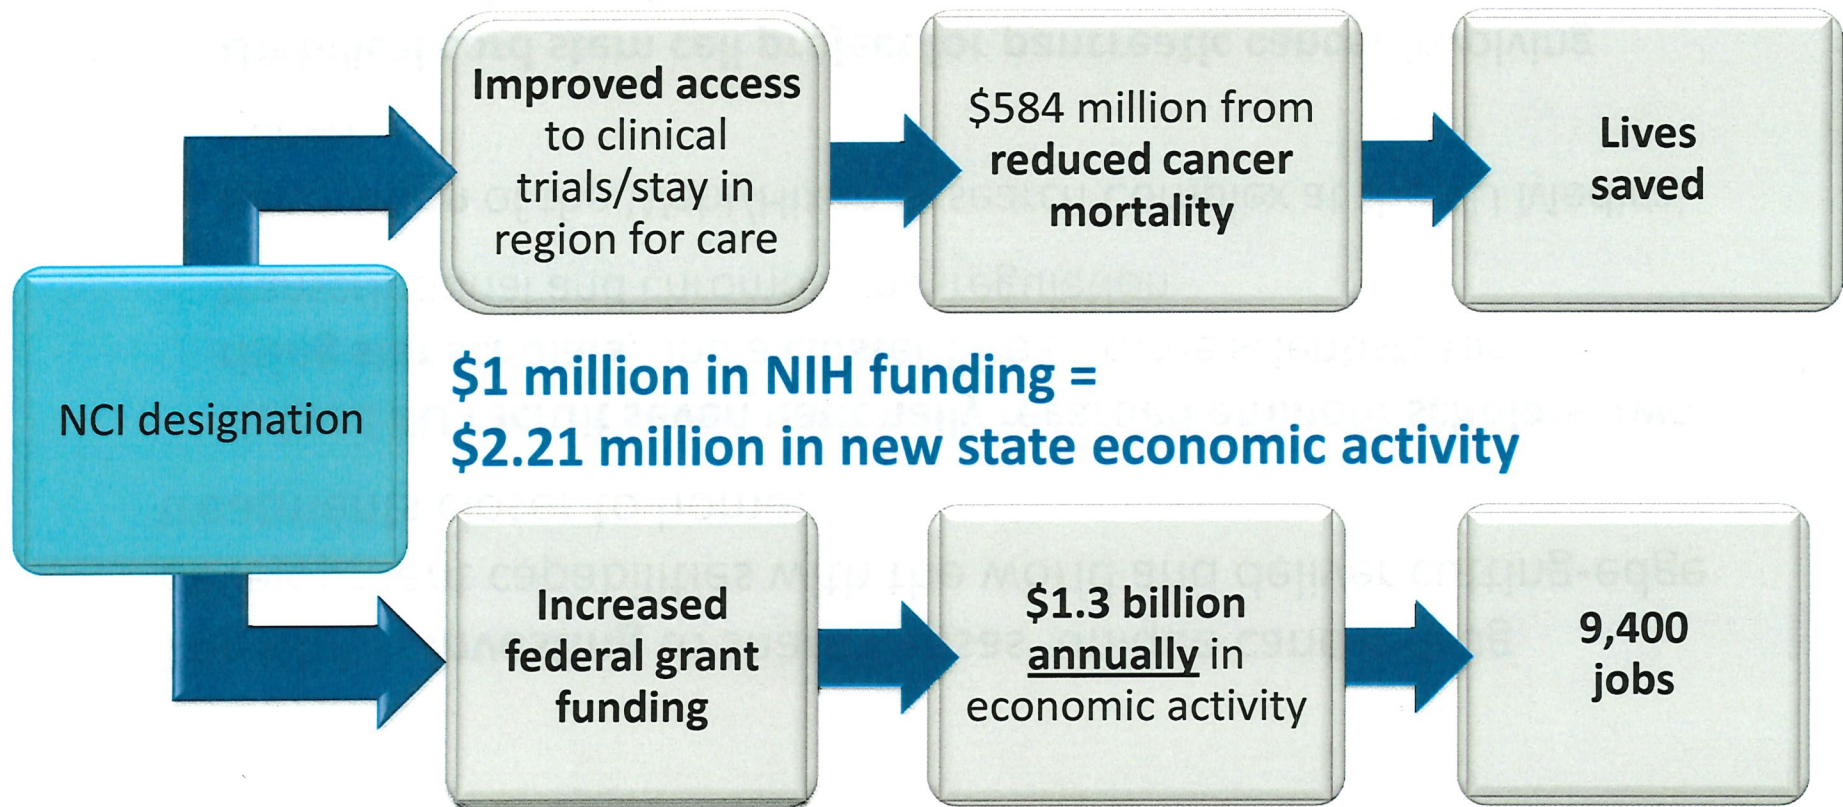 Improved access
to clinical
trials/stay in
region for care
$584 million from
reduced cancer
mortality
Lives
saved
NCI designation
$1 million in NIH funding =
$2.21 million in new state economic activity
Increased
federal grant
funding
$1.3 billion
annually in
economic activity
9,400
jobs